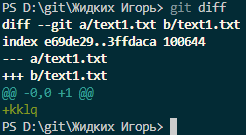 PS D:\git\Жидких Игорь> git diff
diff --git a/text1.txt b/text1.txt
index e69de29..3ffdaca 100644
--- a/text1.txt
+++ b/text1.txt
@@ -0,0 +1 @@
+kklq
PS D:\git\Жидких Игорь>